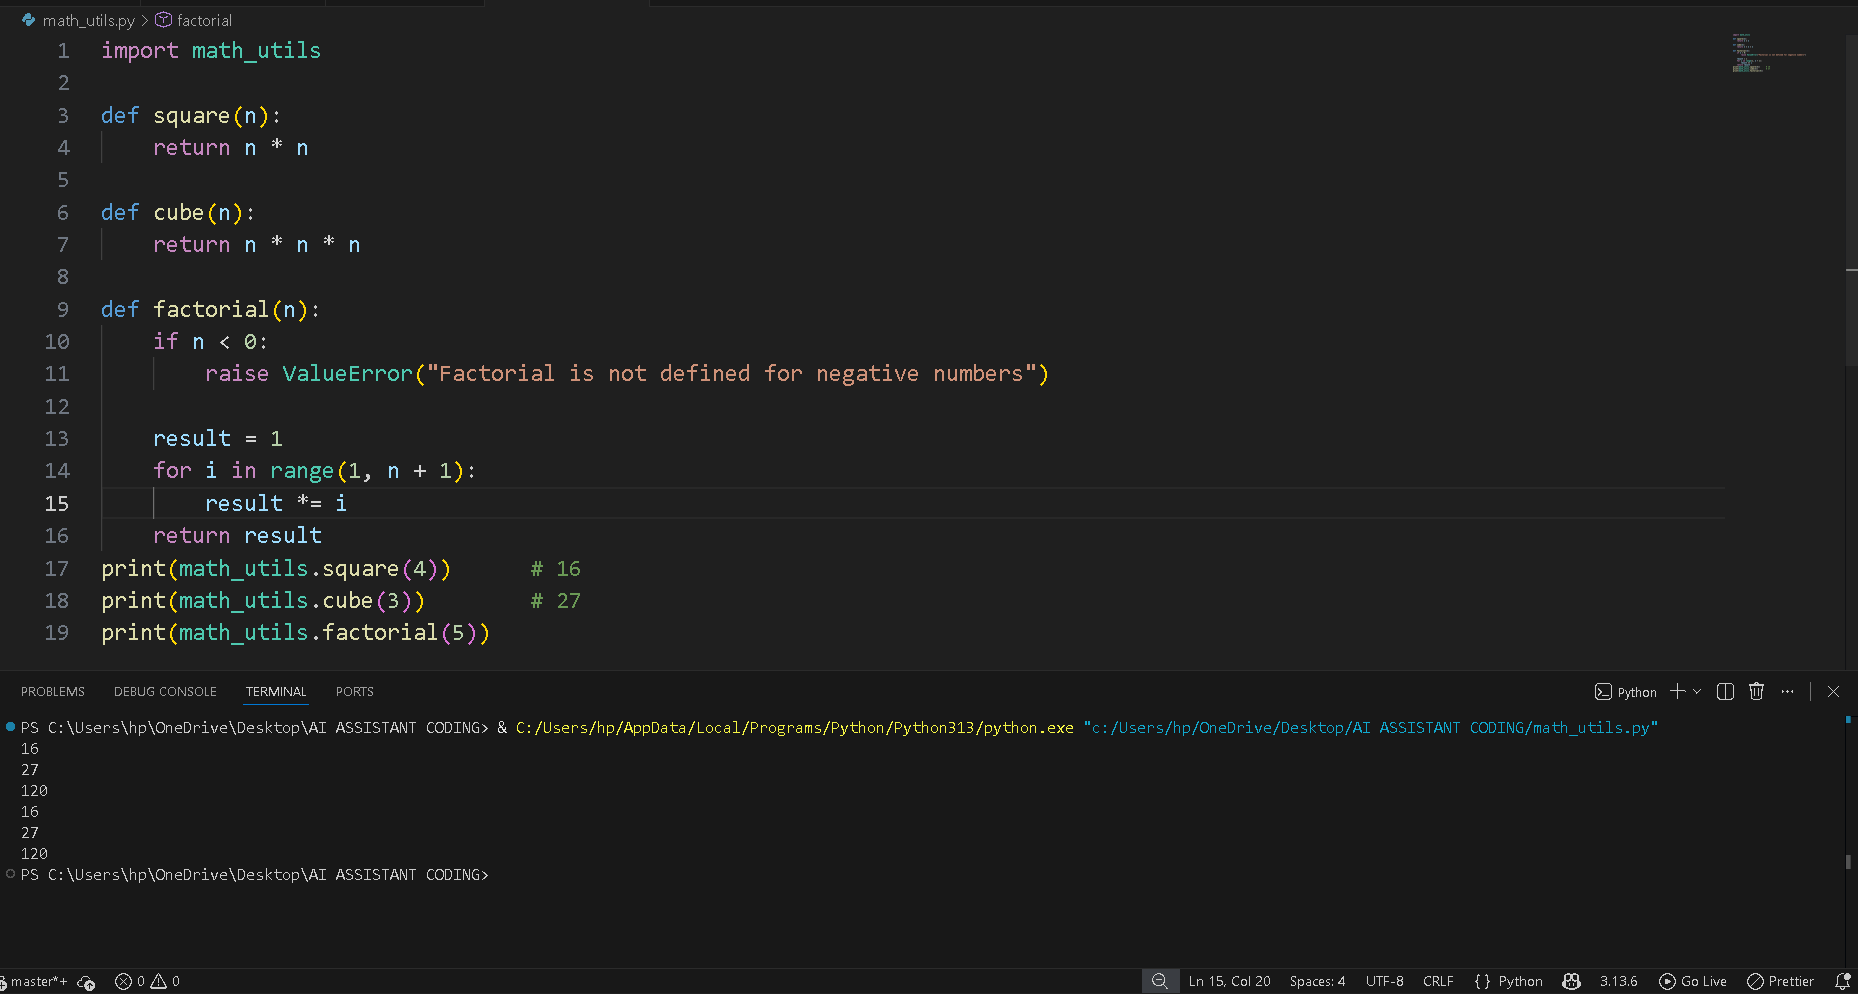 math_utils.py > factorial
1 import math_utils
2
3 def square(n):
4     return n * n
5
6 def cube(n):
7     return n * n * n
8
9 def factorial(n):
10     if n < 0:
11         raise ValueError("Factorial is not defined for negative numbers")
12
13     result = 1
14     for i in range(1, n + 1):
15         result *= i
16     return result
17 print(math_utils.square(4))      # 16
18 print(math_utils.cube(3))        # 27
19 print(math_utils.factorial(5))
PROBLEMS DEBUG CONSOLE TERMINAL PORTS Python
PS C:\Users\hp\OneDrive\Desktop\AI ASSISTANT CODING> & C:/Users/hp/AppData/Local/Programs/Python/Python313/python.exe "c:/Users/hp/OneDrive/Desktop/AI ASSISTANT CODING/math_utils.py"
16
27
120
16
27
120
PS C:\Users\hp\OneDrive\Desktop\AI ASSISTANT CODING>
master*+ 0 0 Ln 15, Col 20 Spaces: 4 UTF-8 CRLF {} Python 3.13.6 Go Live Prettier